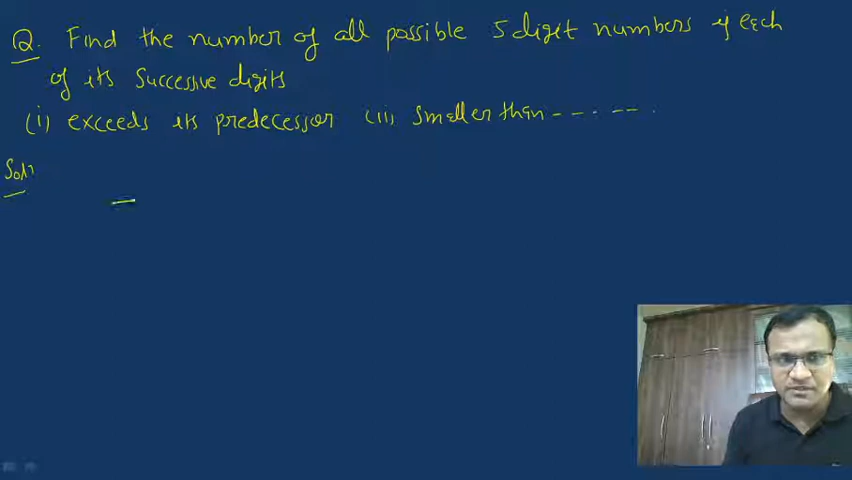 Q. Find the number of all possible 5 digit numbers if each
of its successive digits
(i) exceeds its predecessor (ii) smaller than - - - - - .
Soln